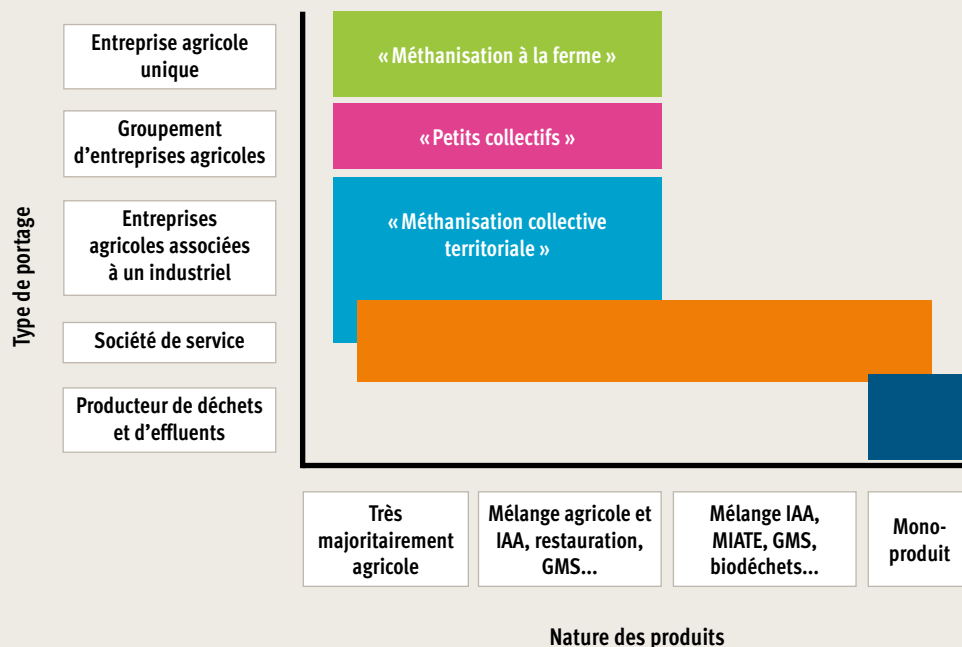 Type de portage
Entreprise agricole
unique
Groupement
d'entreprises agricoles
Entreprises
agricoles associées
à un industriel
Société de service
Producteur de déchets
et d'effluents
« Méthanisation à la ferme »
« Petits collectifs »
« Méthanisation collective
territoriale »
Très
majoritairement
agricole
Mélange agricole et
IAA, restauration,
GMS...
Mélange IAA,
MIATE, GMS,
biodéchets...
Mono-
produit
Nature des produits